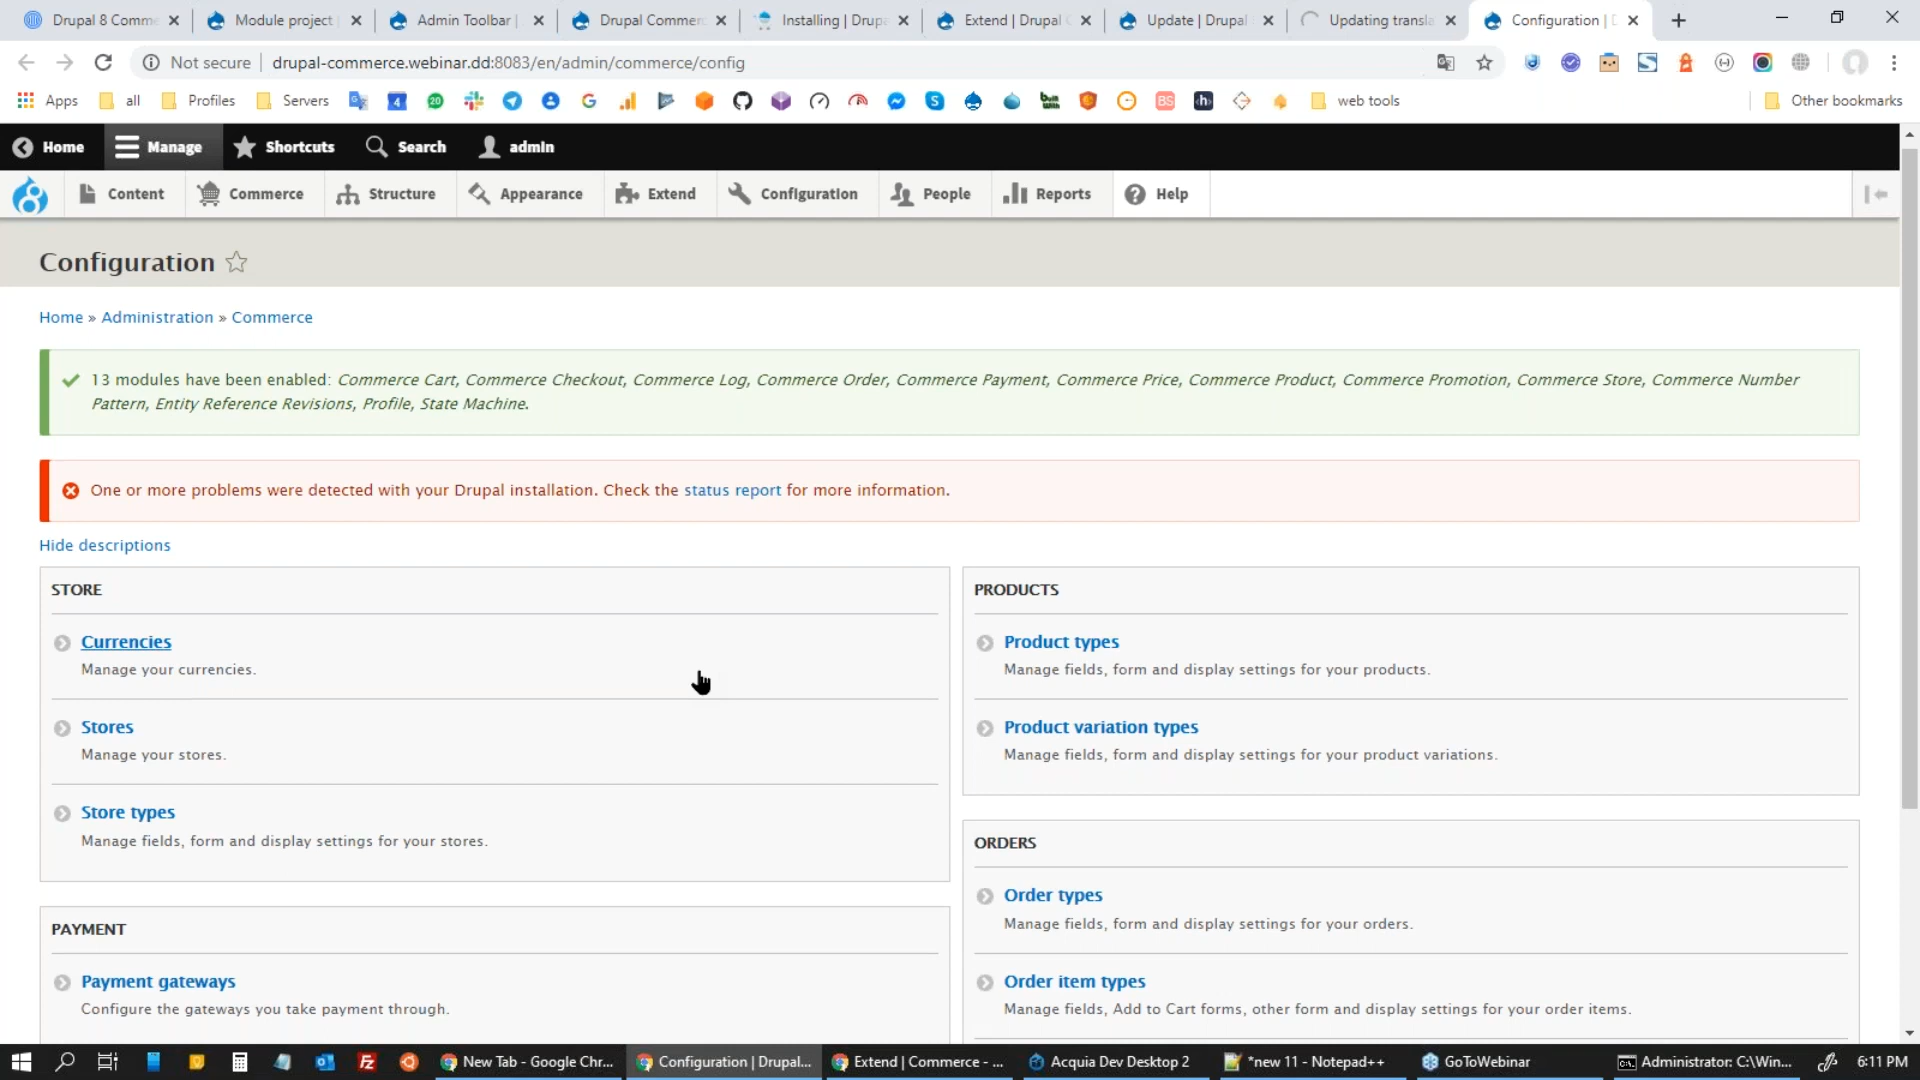 Drupal 8 Comme
Module project
Admin Toolbar |
Drupal Commer
Installing | Drupa
Extend | Drupal
Update | Drupal
Updating transla
Configuration |
Not secure
drupal-commerce.webinar.dd:8083/en/admin/commerce/config
Apps
all
Profiles
Servers
web tools
Other bookmarks
Home
Manage
Shortcuts
Search
admin
Content
Commerce
Structure
Appearance
Extend
Configuration
People
Reports
Help
Configuration
Home » Administration » Commerce
13 modules have been enabled: Commerce Cart, Commerce Checkout, Commerce Log, Commerce Order, Commerce Payment, Commerce Price, Commerce Product, Commerce Promotion, Commerce Store, Commerce Number
Pattern, Entity Reference Revisions, Profile, State Machine.
One or more problems were detected with your Drupal installation. Check the status report for more information.
Hide descriptions
STORE
Currencies
Manage your currencies.
Stores
Manage your stores.
Store types
Manage fields, form and display settings for your stores.
PAYMENT
Payment gateways
Configure the gateways you take payment through.
PRODUCTS
Product types
Manage fields, form and display settings for your products.
Product variation types
Manage fields, form and display settings for your product variations.
ORDERS
Order types
Manage fields, form and display settings for your orders.
Order item types
Manage fields, Add to Cart forms, other form and display settings for your order items.
New Tab - Google Chr...
Configuration | Drupal...
Extend | Commerce - ...
Acquia Dev Desktop 2
*new 11 - Notepad++
GoToWebinar
Administrator: C:\Win...
6:11 PM